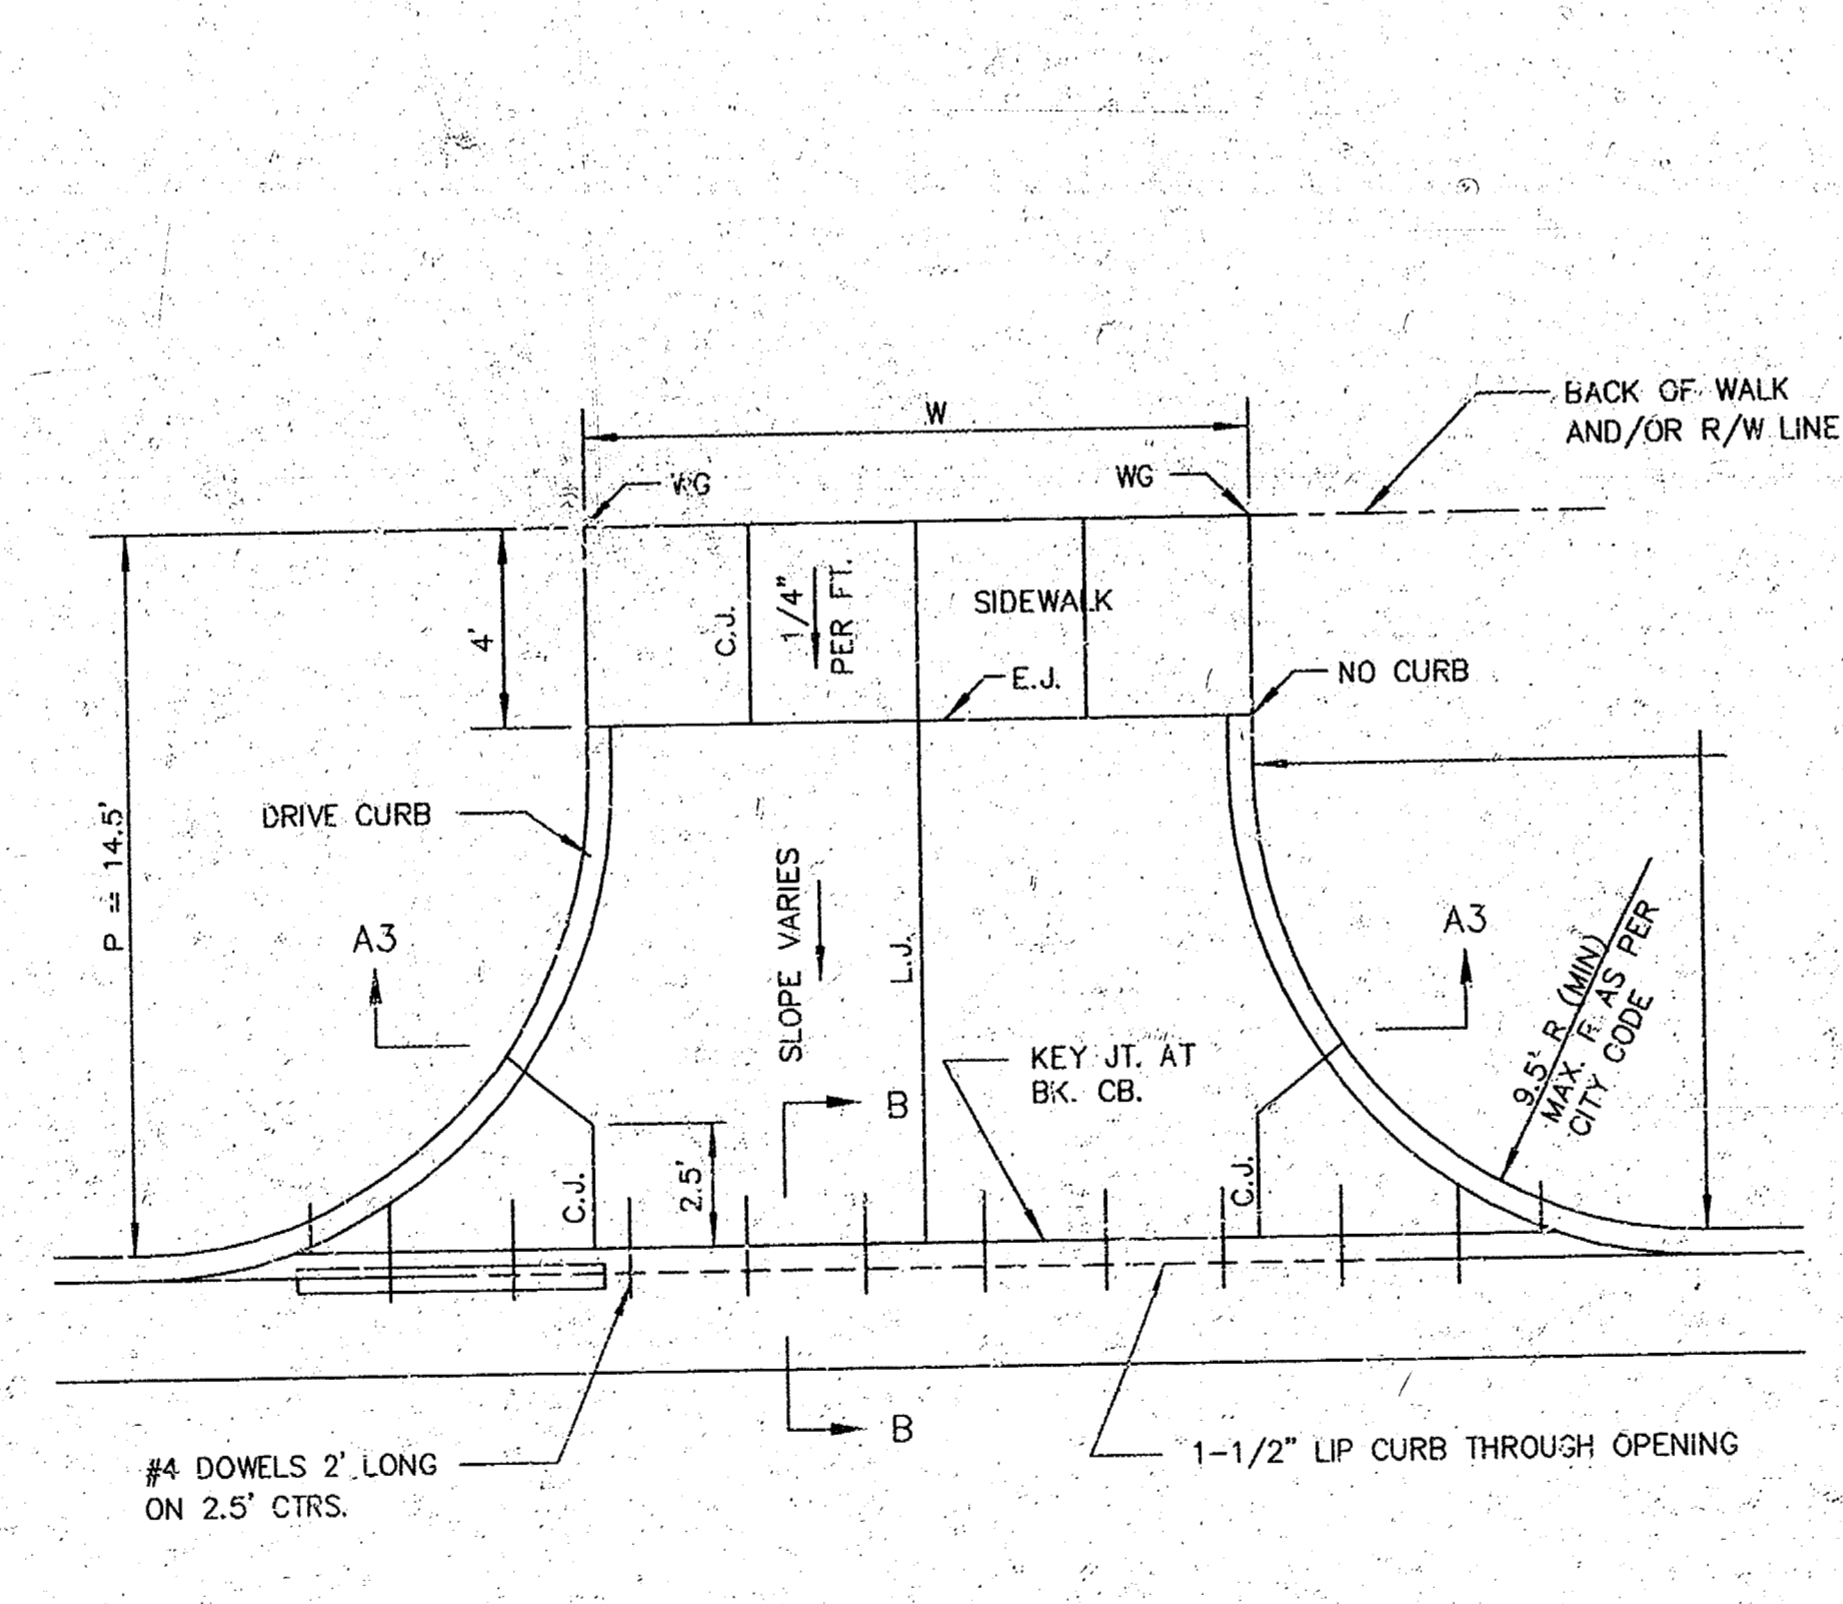 W
BACK OF WALK
AND/OR R/W LINE
WG
WG
4'
C.J.
1/4"
PER FT.
SIDEWALK
E.J.
NO CURB
DRIVE CURB
P = 14.5'
SLOPE VARIES
L.J.
A3
A3
9.5' R (MIN)
MAX. R AS PER
CITY CODE
KEY JT. AT
BK. CB.
B
C.J.
2.5'
C.J.
B
#4 DOWELS 2' LONG
ON 2.5' CTRS.
1-1/2" LIP CURB THROUGH OPENING